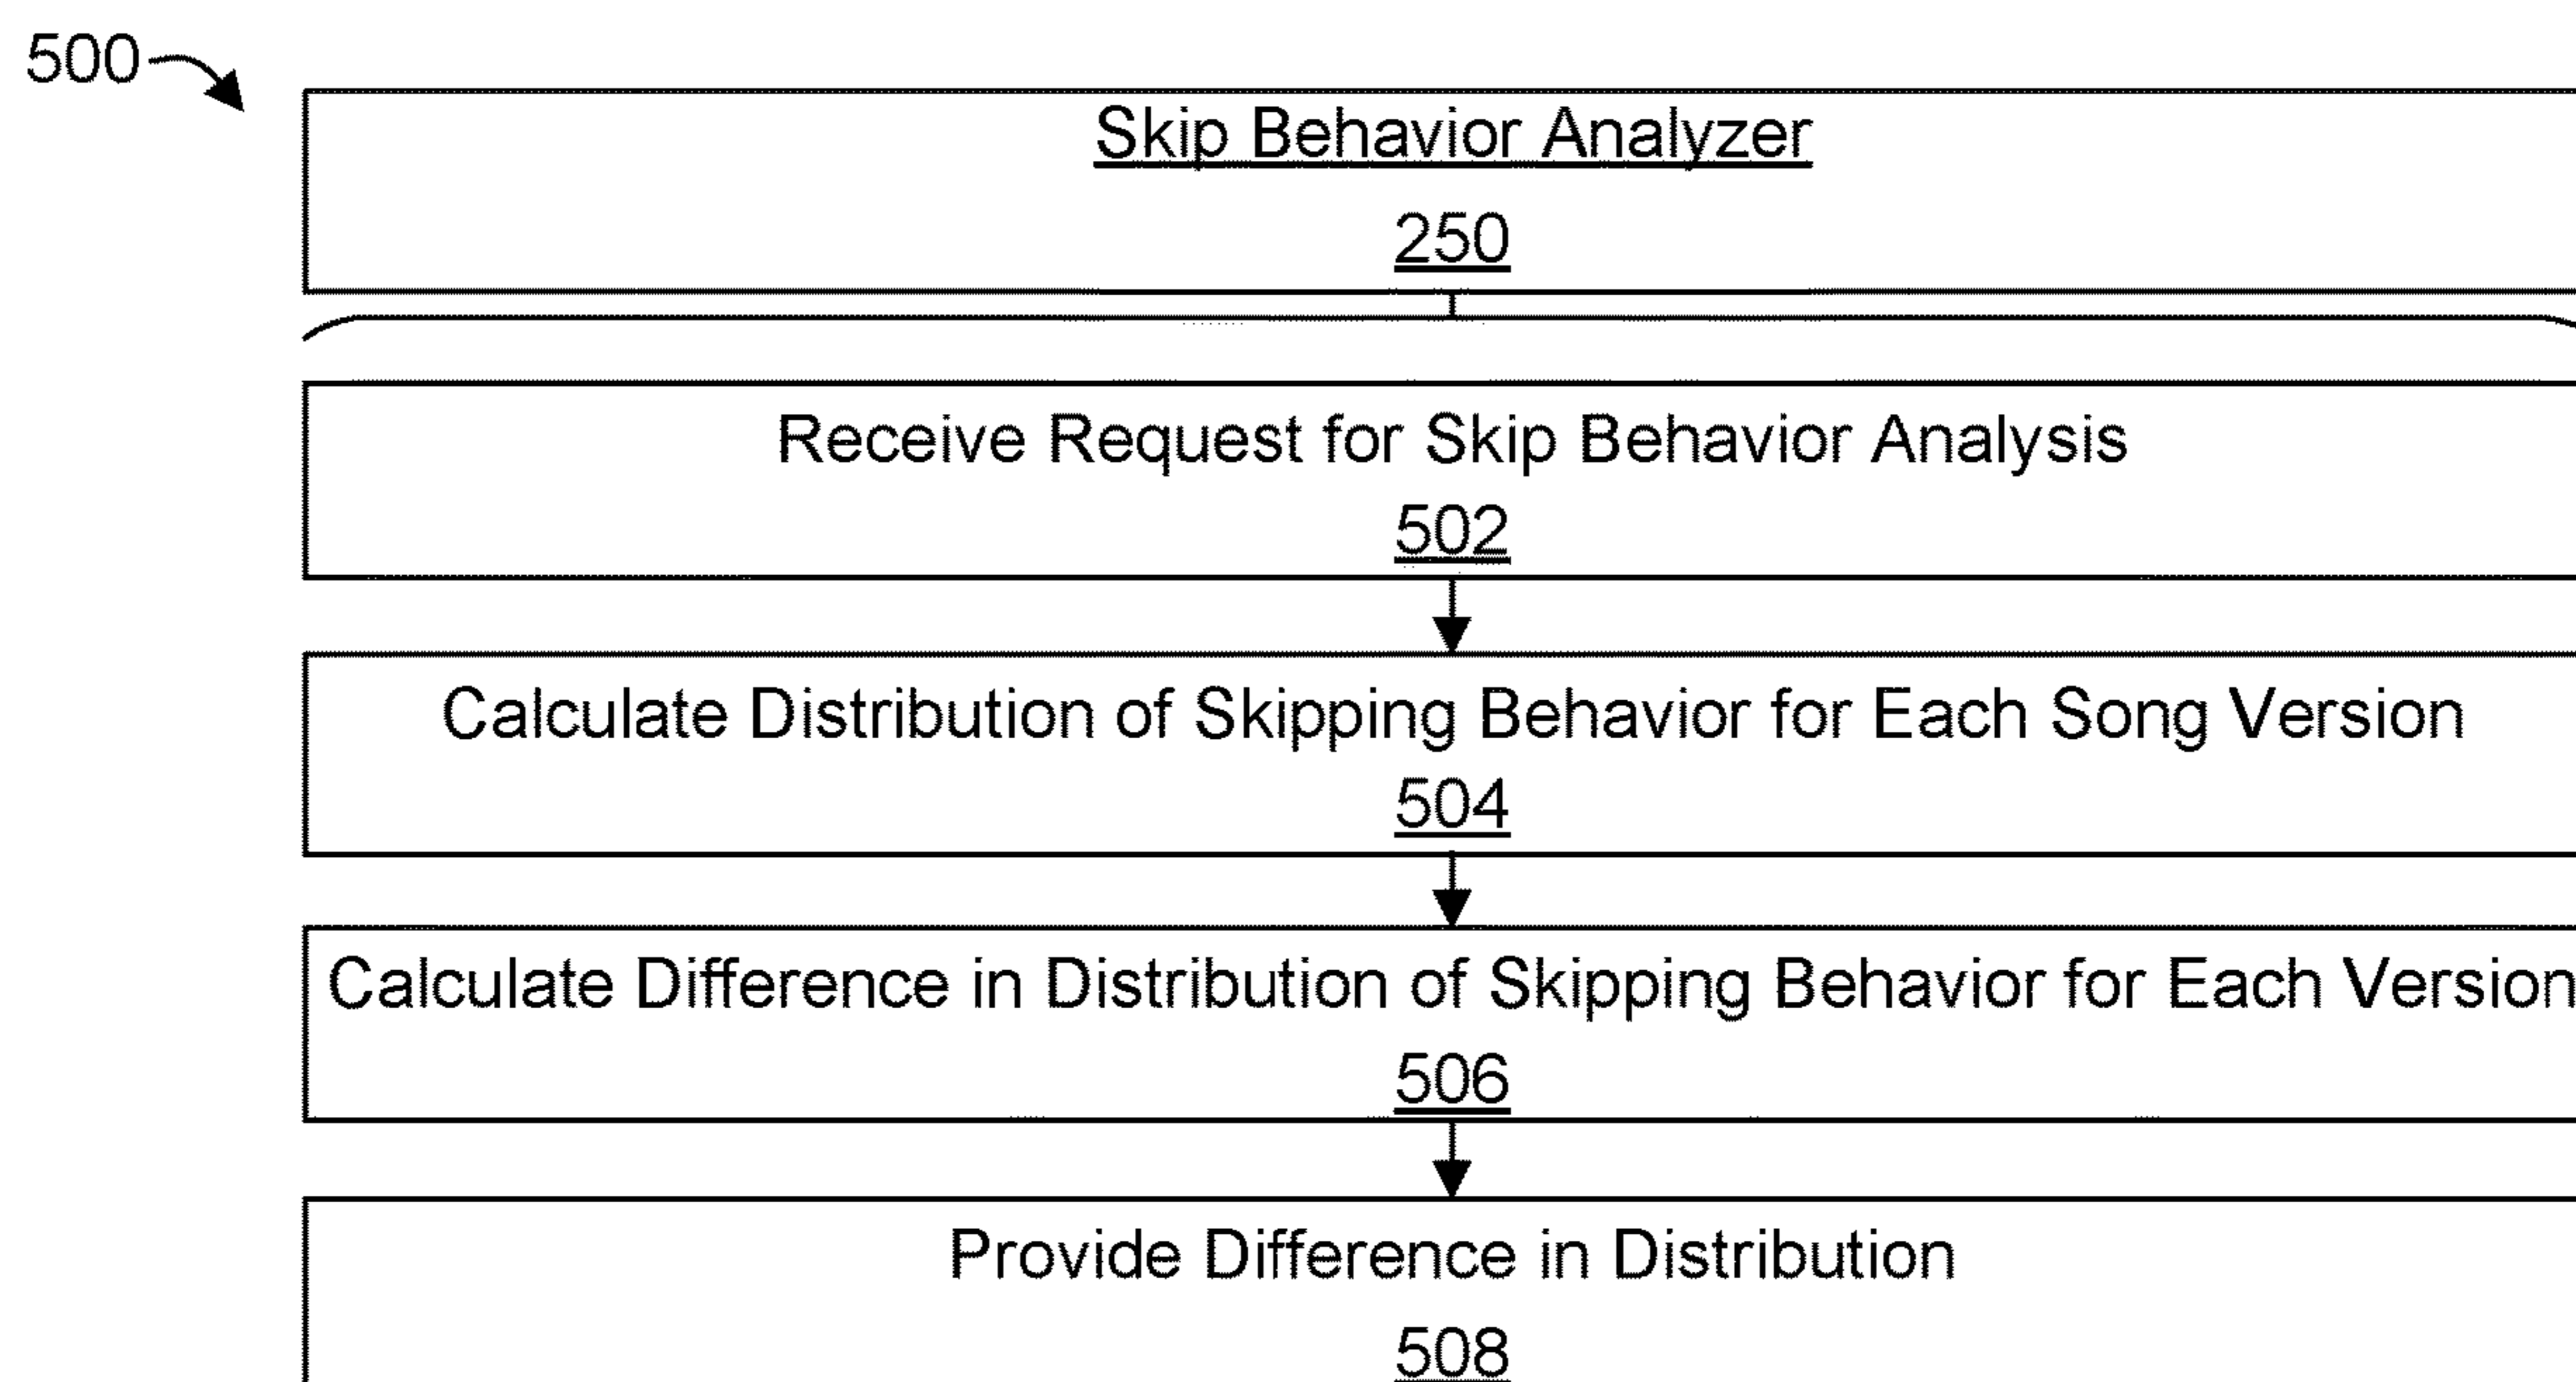 500
Skip Behavior Analyzer
250
Receive Request for Skip Behavior Analysis
502
Calculate Distribution of Skipping Behavior for Each Song Version
504
Calculate Difference in Distribution of Skipping Behavior for Each Version
506
Provide Difference in Distribution
508